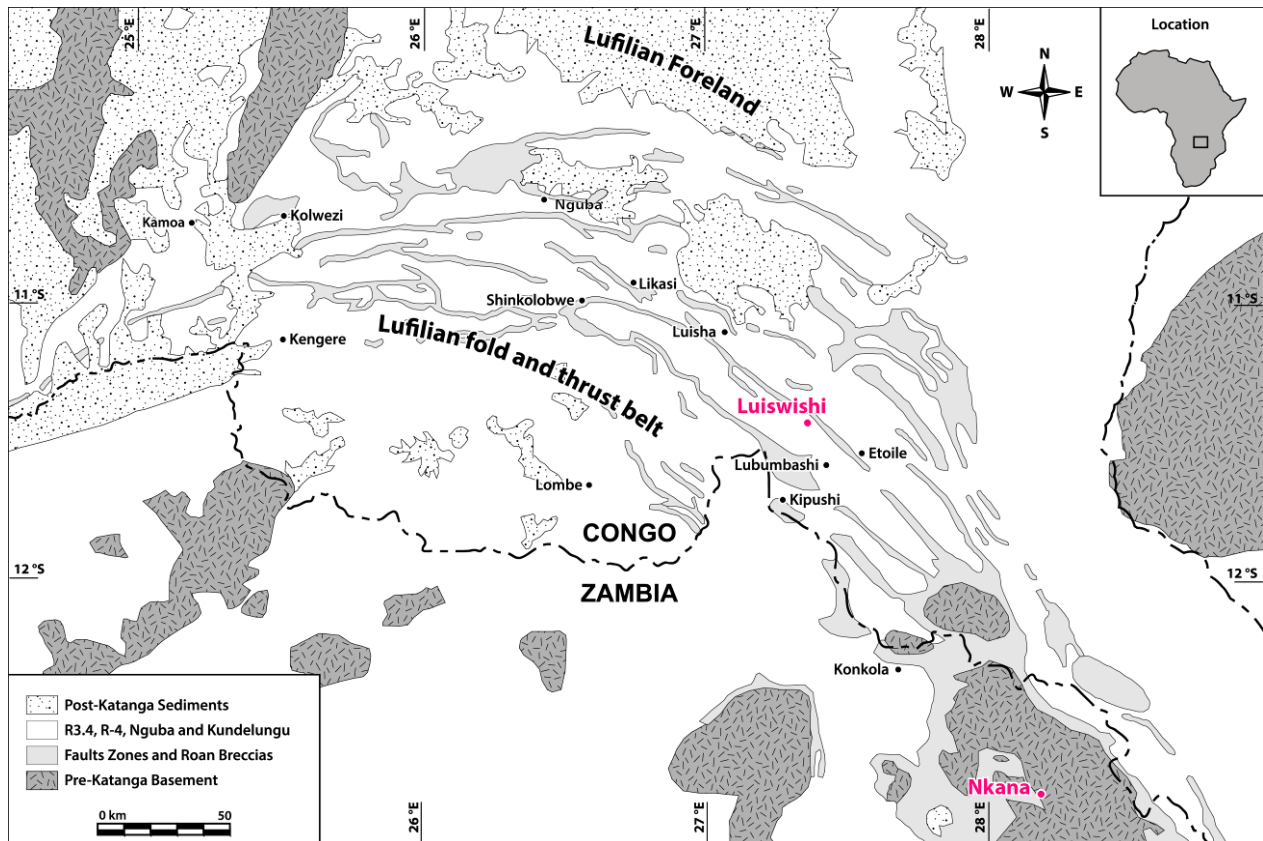 25 °E
26 °E
27 °E
28 °E
Location
Lufilian Foreland
N
W
E
S
Nguba
Kamoa
Kolwezi
11 °S
Likasi
11 °S
Shinkolobwe
Luisha
Kengere
Lufilian fold and thrust belt
Luiswishi
Etoile
Lubumbashi
Lombe
Kipushi
CONGO
12 °S
12 °S
ZAMBIA
Konkola
Post-Katanga Sediments
R3.4, R-4, Nguba and Kundelungu
Faults Zones and Roan Breccias
Pre-Katanga Basement
Nkana
0 km
50
26 °E
27 °E
28 °E